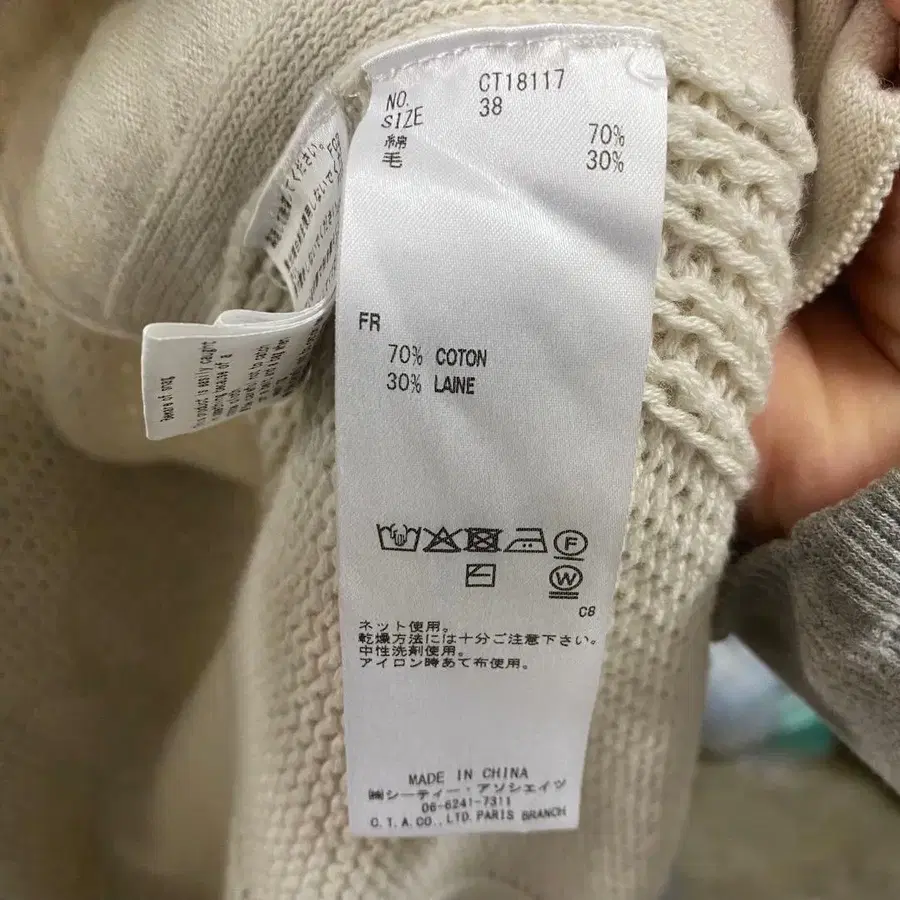 NO. CT18117
SIZE 38
綿 70%
毛 30%
FR
70% COTON
30% LAINE
F
W
C8
ネット使用。
乾燥方法には十分ご注意下さい。
中性洗剤使用。
アイロン時あて布使用。
MADE IN CHINA
㈱シーティー・アソシエイツ
06-6241-7311
C.T.A.CO.,LTD.PARIS BRANCH